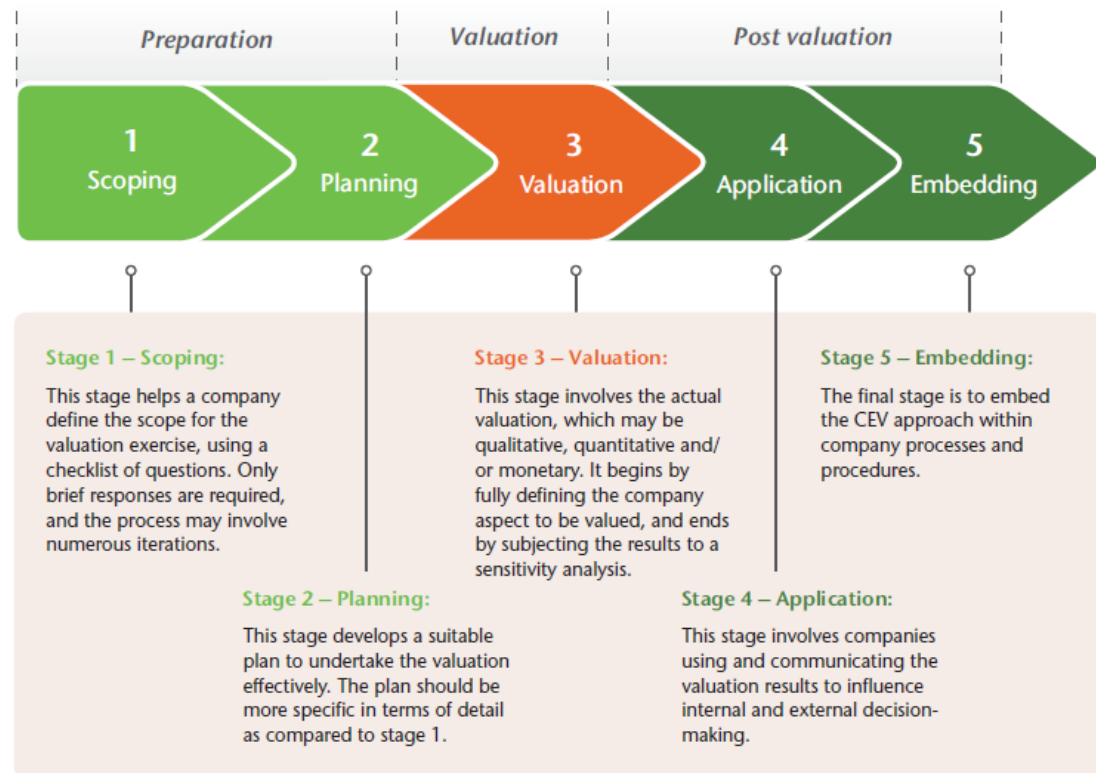 Preparation
Valuation
Post valuation
1
Scoping
2
Planning
3
Valuation
4
Application
5
Embedding
Stage 1 – Scoping:
This stage helps a company
define the scope for the
valuation exercise, using a
checklist of questions. Only
brief responses are required,
and the process may involve
numerous iterations.
Stage 2 – Planning:
This stage develops a suitable
plan to undertake the valuation
effectively. The plan should be
more specific in terms of detail
as compared to stage 1.
Stage 3 – Valuation:
This stage involves the actual
valuation, which may be
qualitative, quantitative and/
or monetary. It begins by
fully defining the company
aspect to be valued, and ends
by subjecting the results to a
sensitivity analysis.
Stage 4 – Application:
This stage involves companies
using and communicating the
valuation results to influence
internal and external decision-
making.
Stage 5 – Embedding:
The final stage is to embed
the CEV approach within
company processes and
procedures.